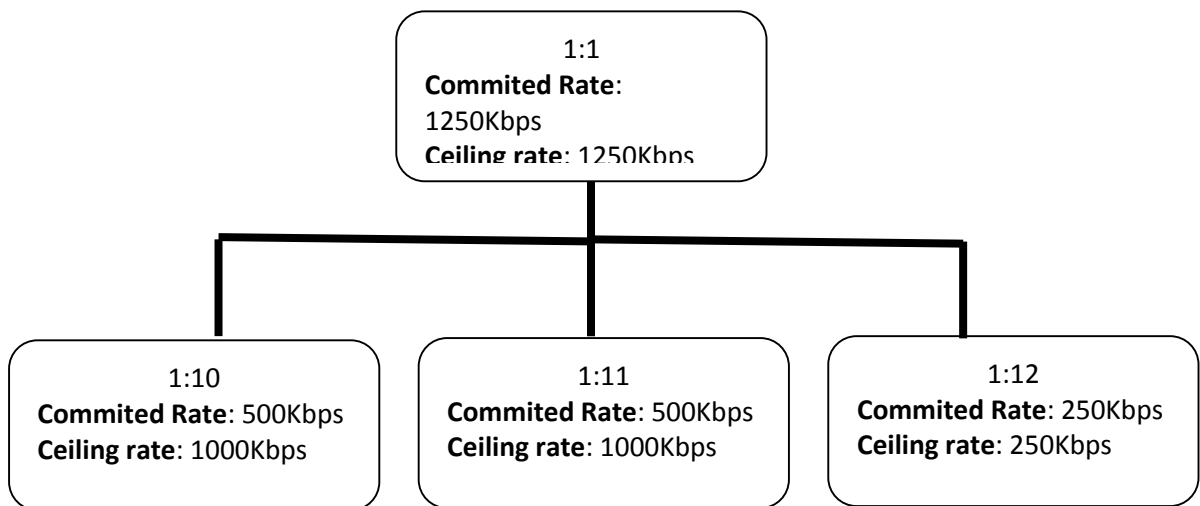 1:1
Commited Rate:
1250Kbps
Ceiling rate: 1250Kbps
1:10
Commited Rate: 500Kbps
Ceiling rate: 1000Kbps
1:11
Commited Rate: 500Kbps
Ceiling rate: 1000Kbps
1:12
Commited Rate: 250Kbps
Ceiling rate: 250Kbps